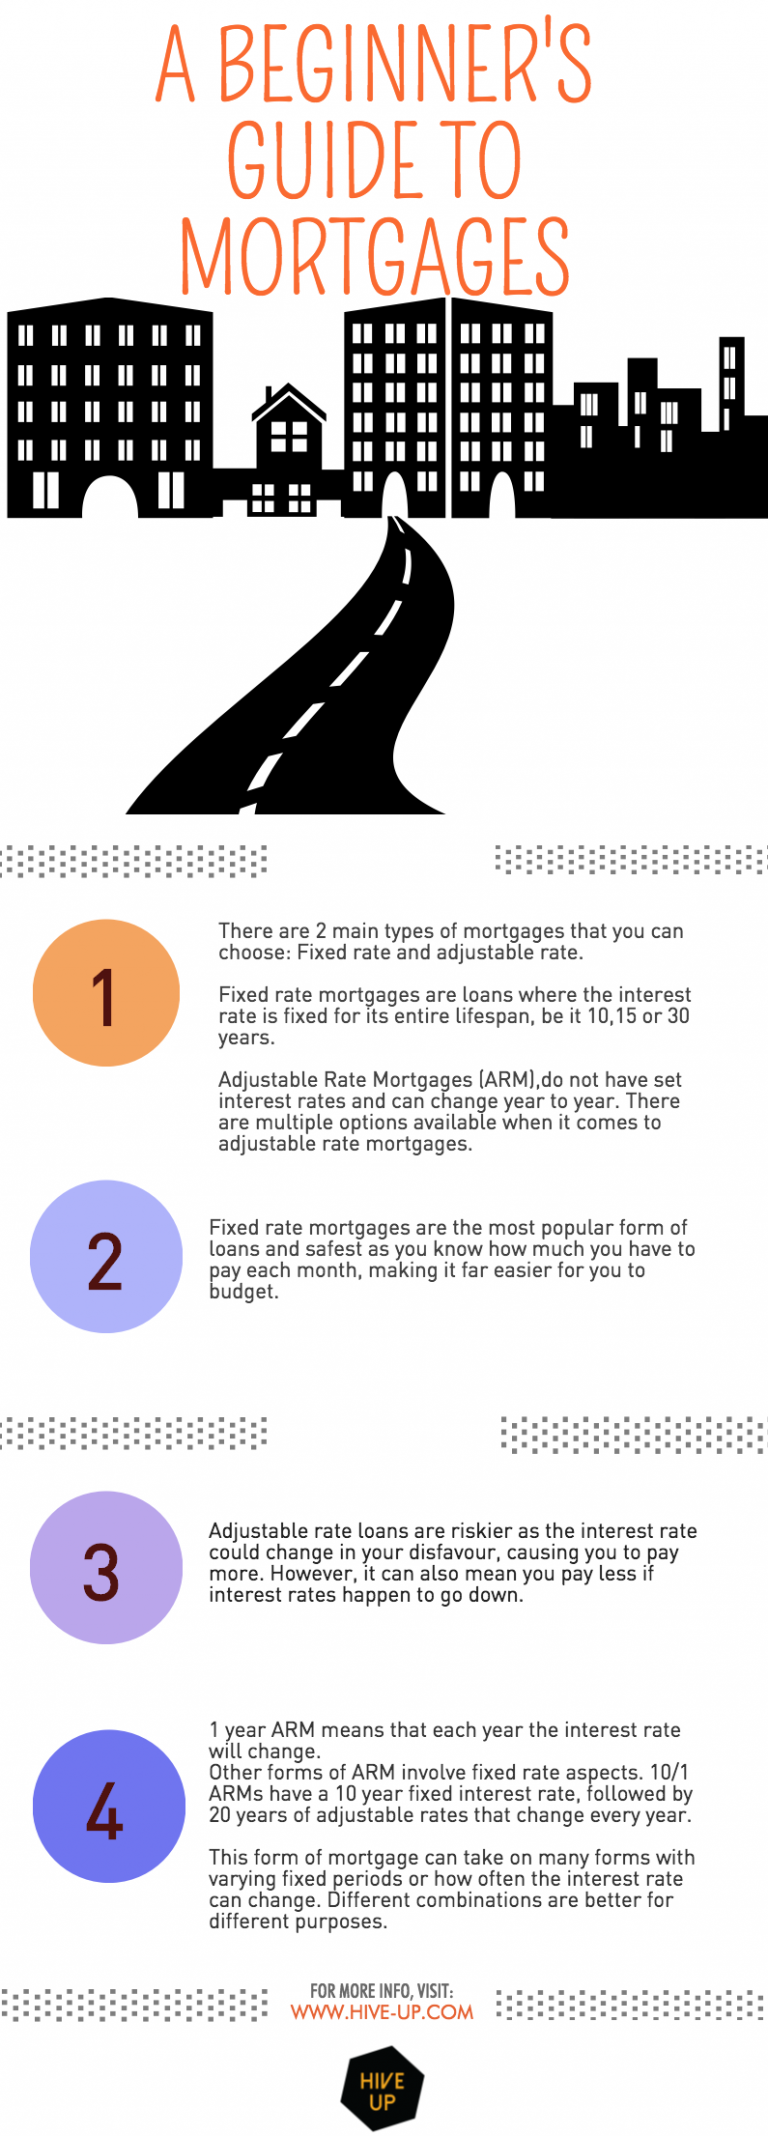 A BEGINNER'S
GUIDE TO
MORTGAGES
1
There are 2 main types of mortgages that you can
choose: Fixed rate and adjustable rate.
Fixed rate mortgages are loans where the interest
rate is fixed for its entire lifespan, be it 10,15 or 30
years.
Adjustable Rate Mortgages (ARM),do not have set
interest rates and can change year to year. There
are multiple options available when it comes to
adjustable rate mortgages.
2
Fixed rate mortgages are the most popular form of
loans and safest as you know how much you have to
pay each month, making it far easier for you to
budget.
3
Adjustable rate loans are riskier as the interest rate
could change in your disfavour, causing you to pay
more. However, it can also mean you pay less if
interest rates happen to go down.
4
1 year ARM means that each year the interest rate
will change.
Other forms of ARM involve fixed rate aspects. 10/1
ARMs have a 10 year fixed interest rate, followed by
20 years of adjustable rates that change every year.
This form of mortgage can take on many forms with
varying fixed periods or how often the interest rate
can change. Different combinations are better for
different purposes.
FOR MORE INFO, VISIT:
WWW.HIVE-UP.COM
HIVE
UP